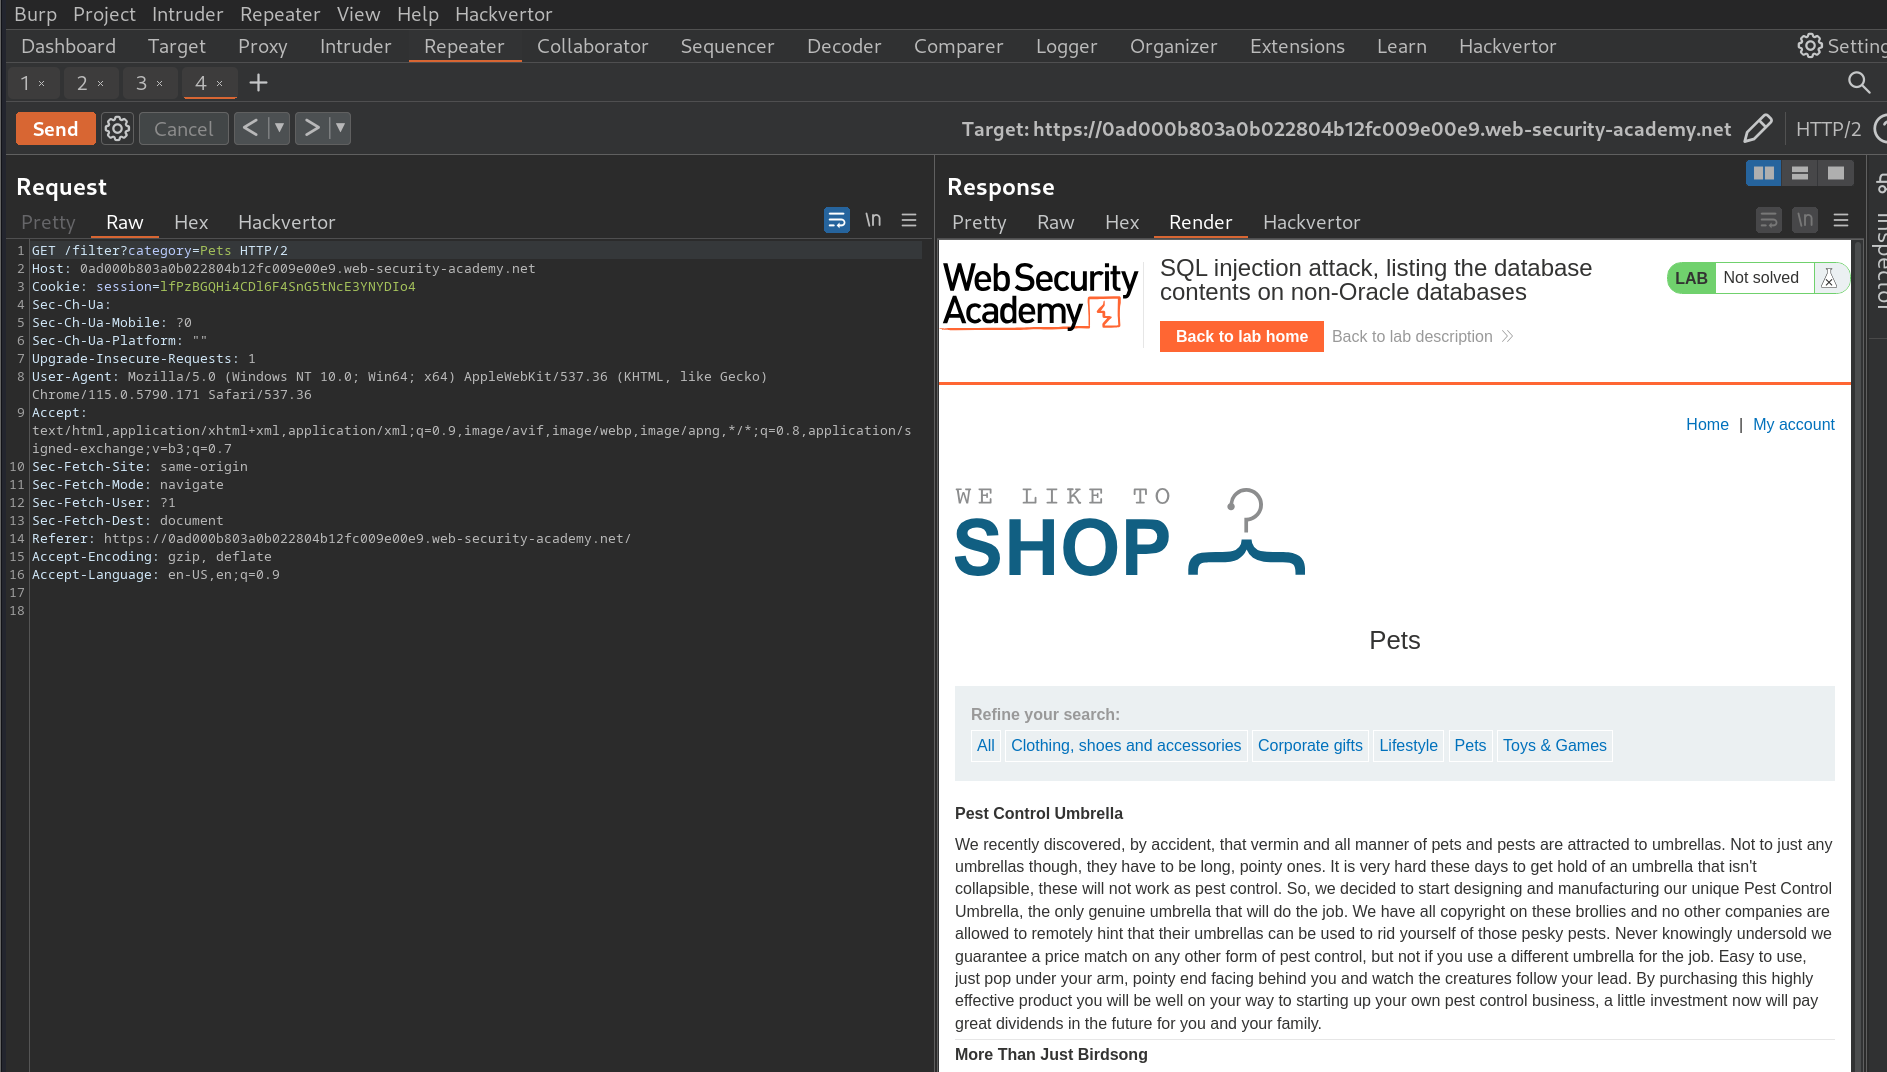 Burp Project Intruder Repeater View Help Hackvertor
Dashboard Target Proxy Intruder Repeater Collaborator Sequencer Decoder Comparer Logger Organizer Extensions Learn Hackvertor Setting
1 × 2 × 3 × 4 × +
Send Cancel < > Target: https://0ad000b803a0b022804b12fc009e00e9.web-security-academy.net HTTP/2
Request
Pretty Raw Hex Hackvertor \n
1 GET /filter?category=Pets HTTP/2
2 Host: 0ad000b803a0b022804b12fc009e00e9.web-security-academy.net
3 Cookie: session=lfPzBGQHi4CDl6F4SnG5tNcE3YNYDIo4
4 Sec-Ch-Ua:
5 Sec-Ch-Ua-Mobile: ?0
6 Sec-Ch-Ua-Platform: ""
7 Upgrade-Insecure-Requests: 1
8 User-Agent: Mozilla/5.0 (Windows NT 10.0; Win64; x64) AppleWebKit/537.36 (KHTML, like Gecko)
Chrome/115.0.5790.171 Safari/537.36
9 Accept:
text/html,application/xhtml+xml,application/xml;q=0.9,image/avif,image/webp,image/apng,*/*;q=0.8,application/s
igned-exchange;v=b3;q=0.7
10 Sec-Fetch-Site: same-origin
11 Sec-Fetch-Mode: navigate
12 Sec-Fetch-User: ?1
13 Sec-Fetch-Dest: document
14 Referer: https://0ad000b803a0b022804b12fc009e00e9.web-security-academy.net/
15 Accept-Encoding: gzip, deflate
16 Accept-Language: en-US,en;q=0.9
17
18
Response
Pretty Raw Hex Render Hackvertor \n
Inspector
Web Security
Academy
SQL injection attack, listing the database
contents on non-Oracle databases
LAB Not solved
Back to lab home Back to lab description
Home | My account
WE LIKE TO
SHOP
Pets
Refine your search:
All Clothing, shoes and accessories Corporate gifts Lifestyle Pets Toys & Games
Pest Control Umbrella
We recently discovered, by accident, that vermin and all manner of pets and pests are attracted to umbrellas. Not to just any
umbrellas though, they have to be long, pointy ones. It is very hard these days to get hold of an umbrella that isn't
collapsible, these will not work as pest control. So, we decided to start designing and manufacturing our unique Pest Control
Umbrella, the only genuine umbrella that will do the job. We have all copyright on these brollies and no other companies are
allowed to remotely hint that their umbrellas can be used to rid yourself of those pesky pests. Never knowingly undersold we
guarantee a price match on any other form of pest control, but not if you use a different umbrella for the job. Easy to use,
just pop under your arm, pointy end facing behind you and watch the creatures follow your lead. By purchasing this highly
effective product you will be well on your way to starting up your own pest control business, a little investment now will pay
great dividends in the future for you and your family.
More Than Just Birdsong